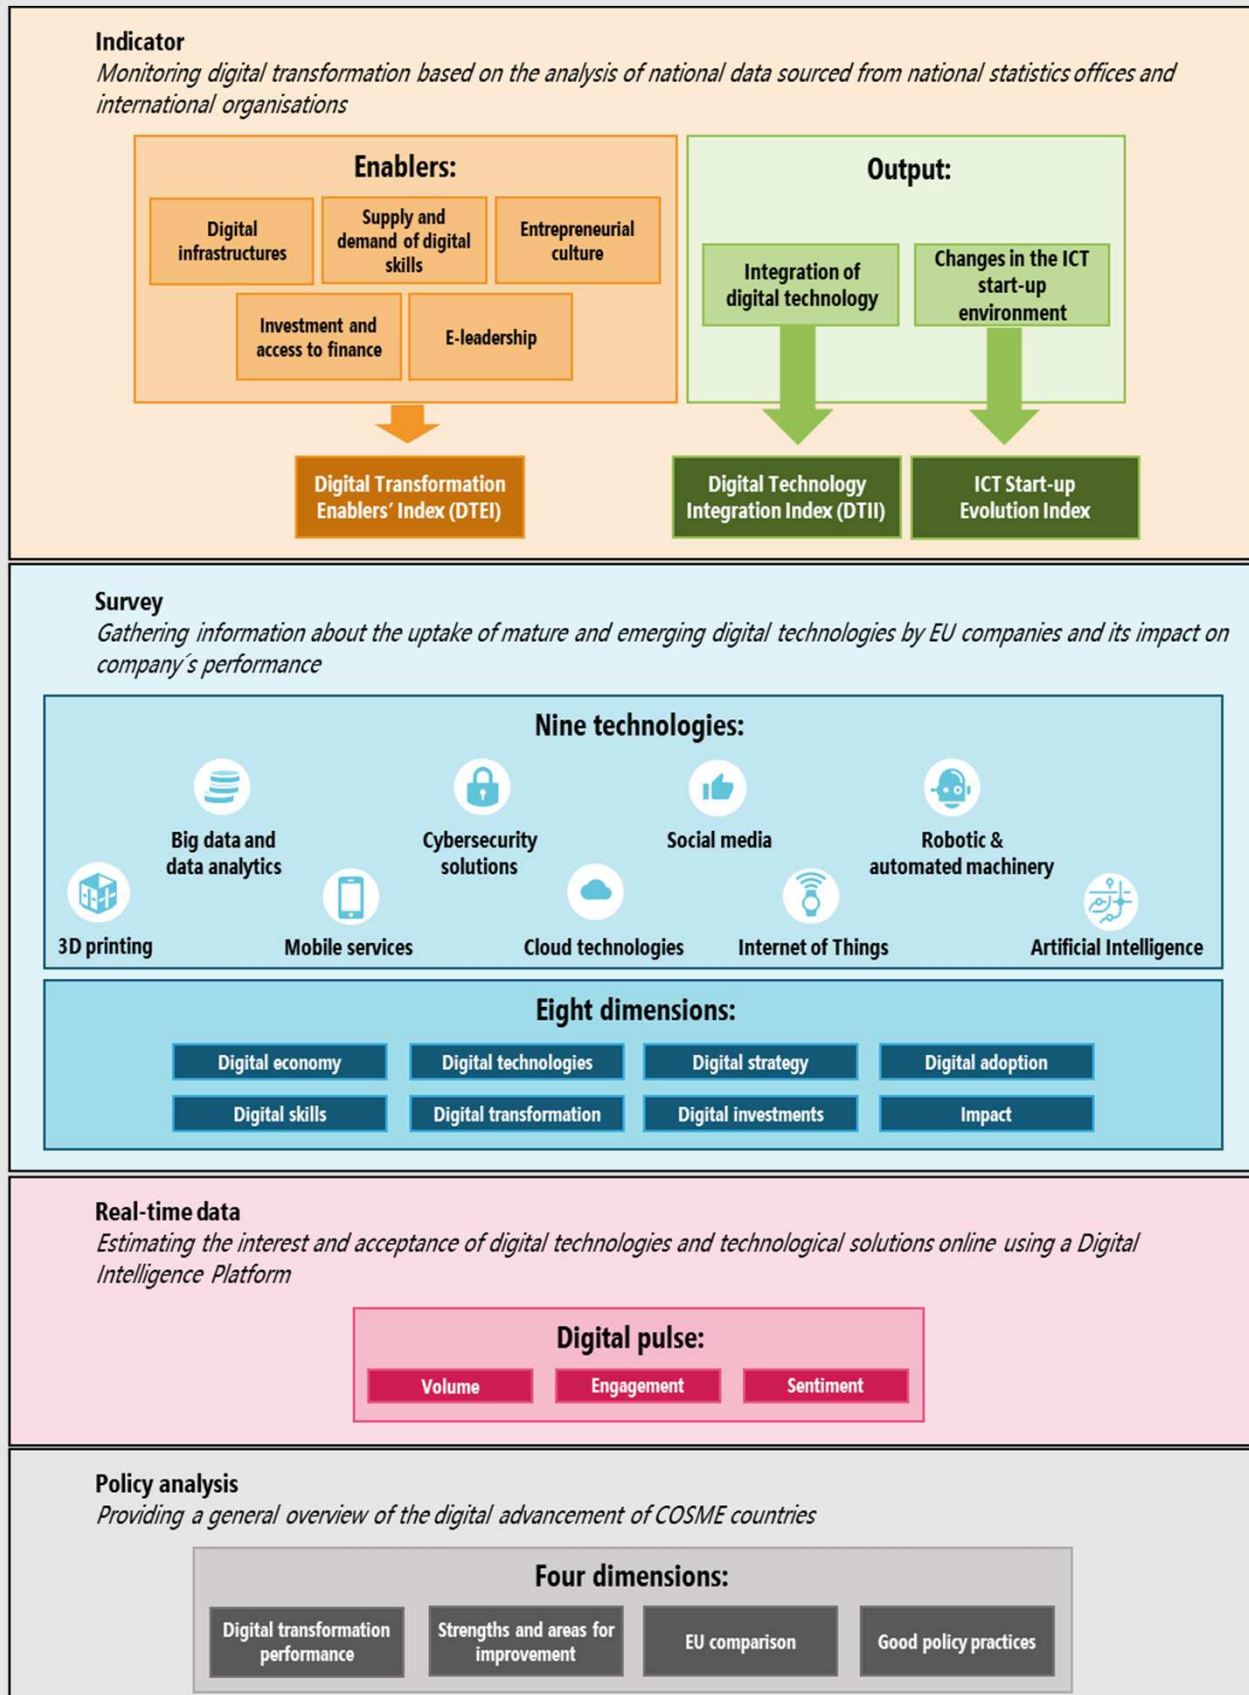 Indicator
Monitoring digital transformation based on the analysis of national data sourced from national statistics offices and
international organisations
Enablers:
Digital
infrastructures
Supply and
demand of digital
skills
Entrepreneurial
culture
Investment and
access to finance
E-leadership
Output:
Integration of
digital technology
Changes in the ICT
start-up
environment
Digital Transformation
Enablers’ Index (DTEI)
Digital Technology
Integration Index (DTII)
ICT Start-up
Evolution Index
Survey
Gathering information about the uptake of mature and emerging digital technologies by EU companies and its impact on
company´s performance
Nine technologies:
Big data and
data analytics
Cybersecurity
solutions
Social media
Robotic &
automated machinery
3D printing
Mobile services
Cloud technologies
Internet of Things
Artificial Intelligence
Eight dimensions:
Digital economy
Digital technologies
Digital strategy
Digital adoption
Digital skills
Digital transformation
Digital investments
Impact
Real-time data
Estimating the interest and acceptance of digital technologies and technological solutions online using a Digital
Intelligence Platform
Digital pulse:
Volume
Engagement
Sentiment
Policy analysis
Providing a general overview of the digital advancement of COSME countries
Four dimensions:
Digital transformation
performance
Strengths and areas for
improvement
EU comparison
Good policy practices